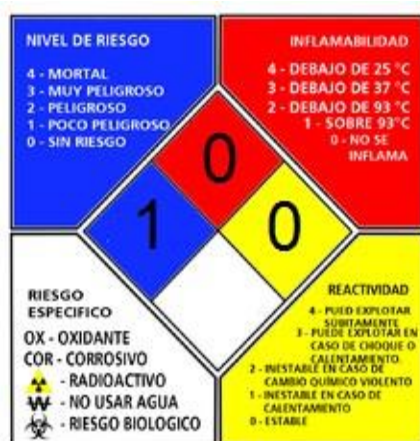 NIVEL DE RIESGO
4 - MORTAL
3 - MUY PELIGROSO
2 - PELIGROSO
1 - POCO PELIGROSO
0 - SIN RIESGO
INFLAMABILIDAD
4 - DEBAJO DE 25 °C
3 - DEBAJO DE 37 °C
2 - DEBAJO DE 93 °C
1 - SOBRE 93°C
0 - NO SE
INFLAMA
0
1
0
RIESGO
ESPECIFICO
OX - OXIDANTE
COR - CORROSIVO
- RADIOACTIVO
W - NO USAR AGUA
- RIESGO BIOLOGICO
REACTIVIDAD
4 - PUED EXPLOTAR
SUBITAMENTE
3 - PUEDE EXPLOTAR EN
CASO DE CHOQUE O
CALENTAMIENTO.
2 - INESTABLE EN CASO DE
CAMBIO QUÍMICO VIOLENTO
1 - INESTABLE EN CASO DE
CALENTAMIENTO
0 - ESTABLE